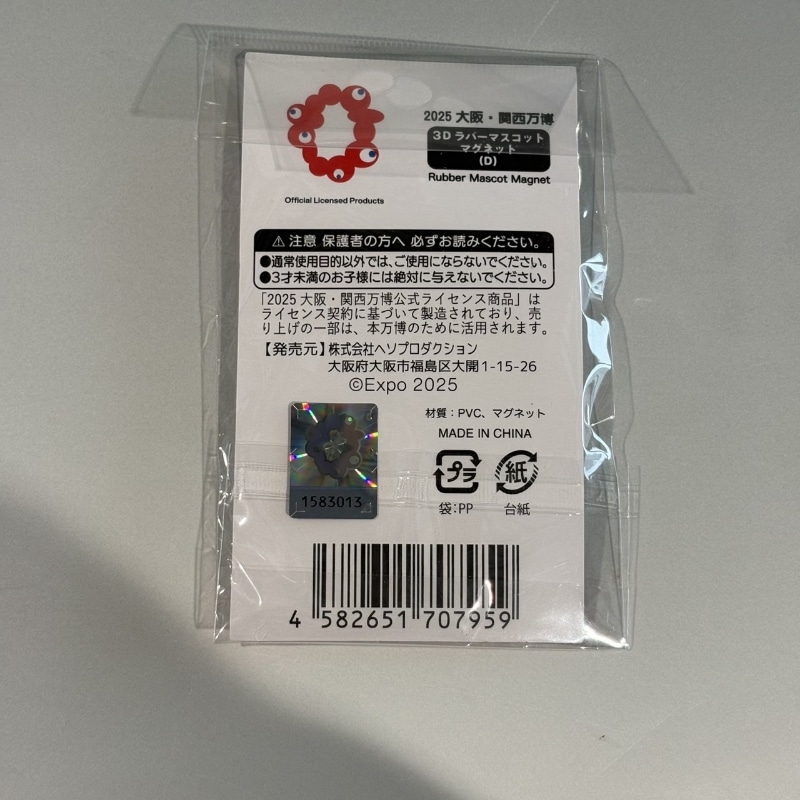 2025 大阪・関西万博
3Dラバーマスコット
マグネット
(D)
Rubber Mascot Magnet
Official Licensed Products
⚠注意 保護者の方へ 必ずお読みください。
●通常使用目的以外では、ご使用にならないでください。
●3才未満のお子様には絶対に与えないでください。
「2025 大阪・関西万博公式ライセンス商品」は
ライセンス契約に基づいて製造されており、売
り上げの一部は、本万博のために活用されます。
【発売元】株式会社ヘソプロダクション
大阪府大阪市福島区大開1-15-26
©Expo 2025
材質：PVC、マグネット
MADE IN CHINA
プラ 紙
袋:PP 台紙
1583013
4 582651 707959